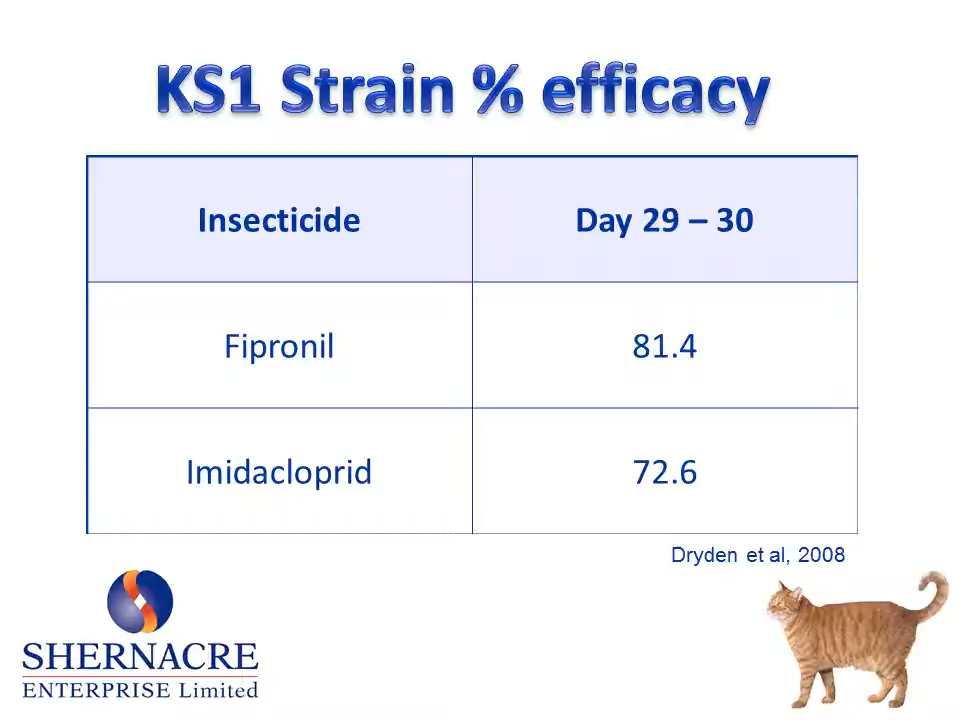 KS1 Strain % efficacy
Insecticide Day 29 – 30
Fipronil 81.4
Imidacloprid 72.6
Dryden et al, 2008
SHERNACRE
ENTERPRISE Limited